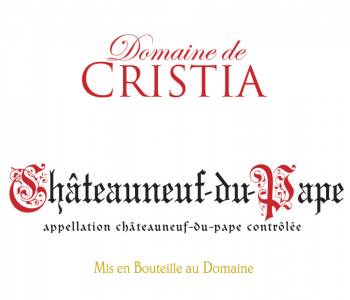 Domaine de
CRISTIA
Châteauneuf-du-Pape
appellation châteauneuf-du-pape contrôlée
Mis en Bouteille au Domaine